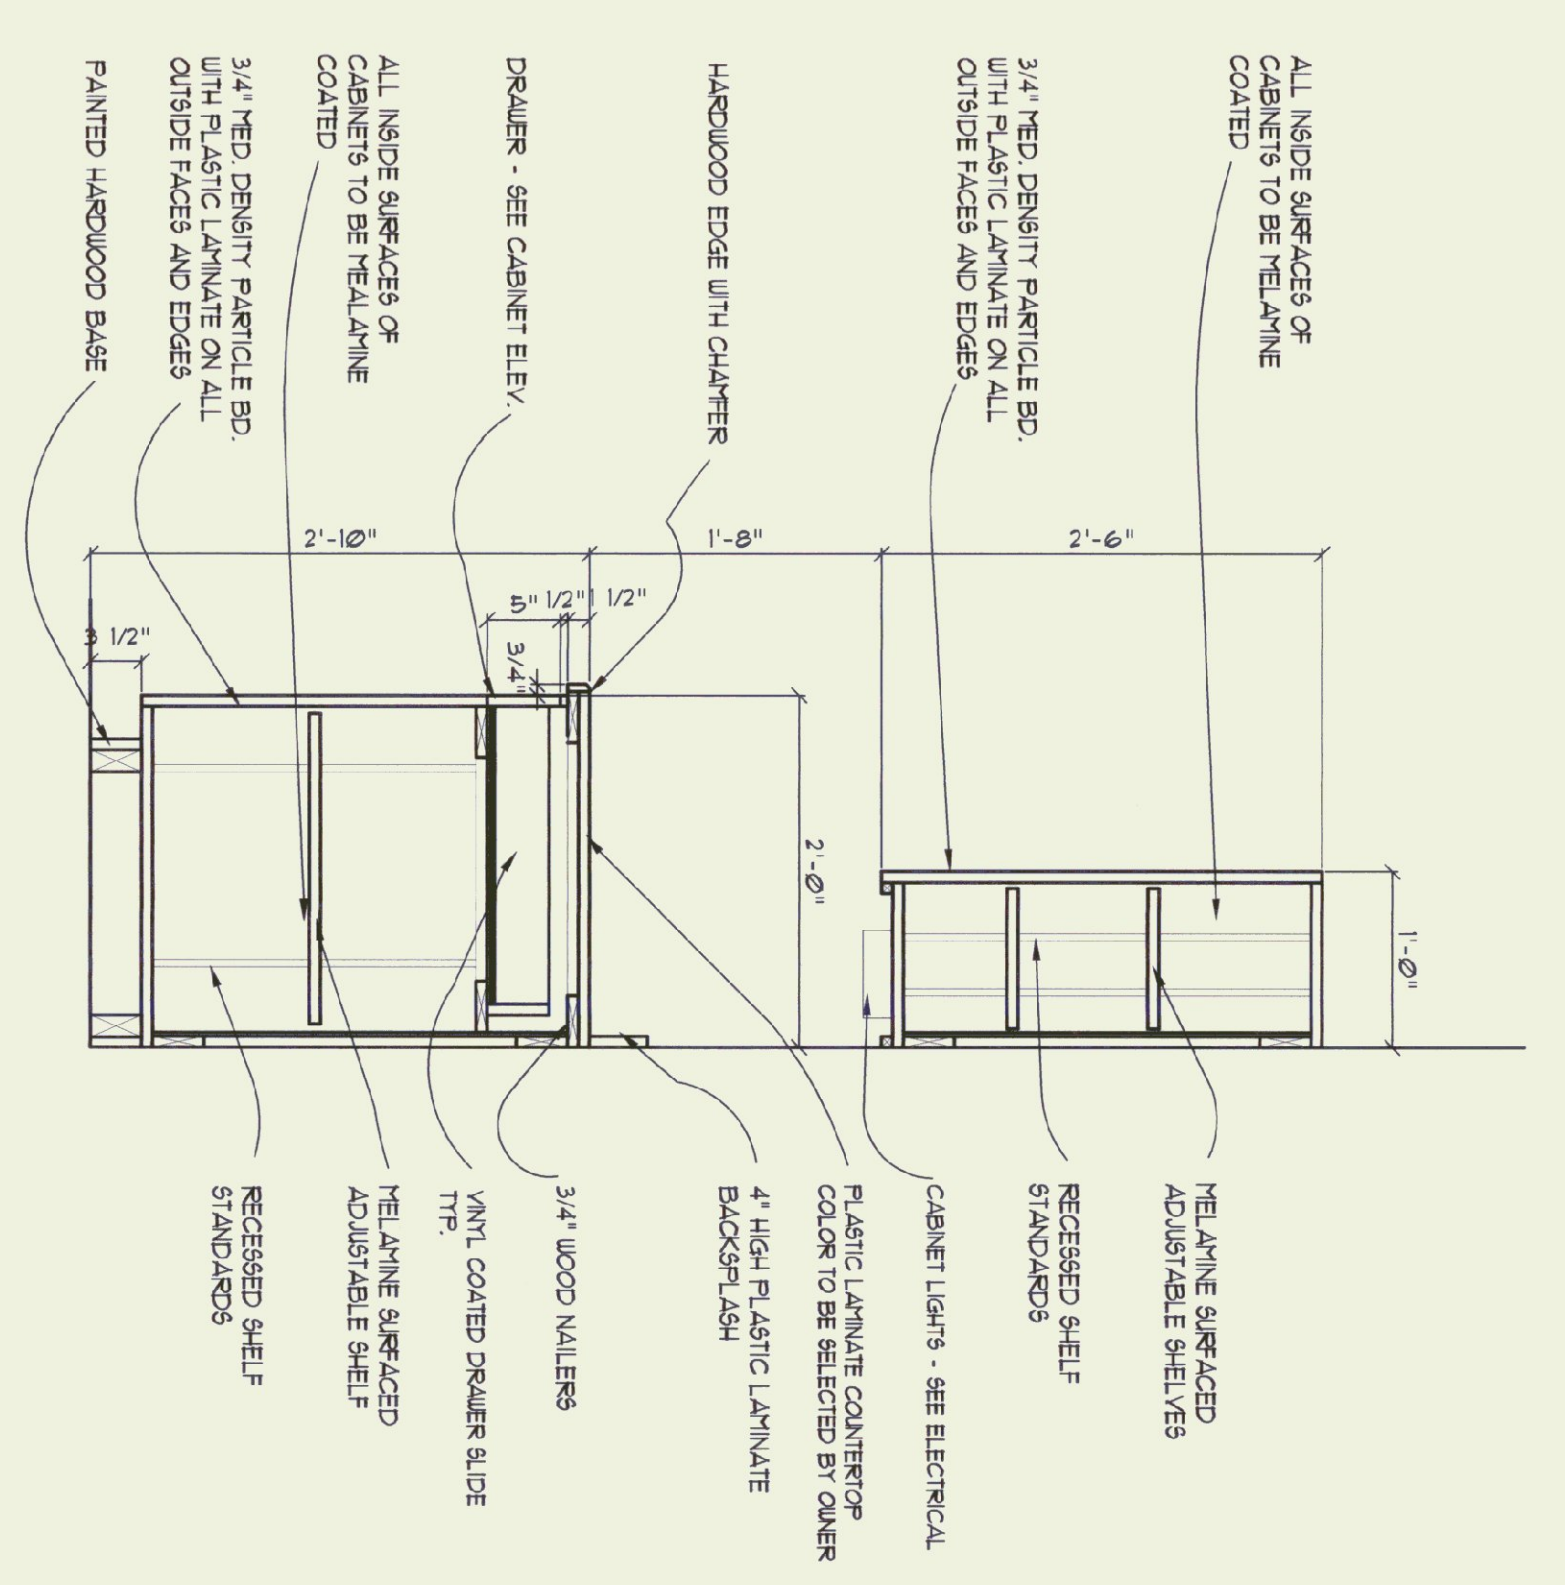 ALL INSIDE SURFACES OF
CABINETS TO BE MELAMINE
COATED
3/4" MED. DENSITY PARTICLE BD.
WITH PLASTIC LAMINATE ON ALL
OUTSIDE FACES AND EDGES
HARDWOOD EDGE WITH CHAMFER
DRAWER - SEE CABINET ELEV.
ALL INSIDE SURFACES OF
CABINETS TO BE MEALAMINE
COATED
3/4" MED. DENSITY PARTICLE BD.
WITH PLASTIC LAMINATE ON ALL
OUTSIDE FACES AND EDGES
PAINTED HARDWOOD BASE
2'-6"
1'-8"
2'-10"
1 1/2"
1/2"
5"
3/4"
3 1/2"
1'-0"
2'-0"
MELAMINE SURFACED
ADJUSTABLE SHELVES
RECESSED SHELF
STANDARDS
CABINET LIGHTS - SEE ELECTRICAL
PLASTIC LAMINATE COUNTERTOP
COLOR TO BE SELECTED BY OWNER
4" HIGH PLASTIC LAMINATE
BACKSPLASH
3/4" WOOD NAILERS
VINYL COATED DRAWER SLIDE
TYP.
MELAMINE SURFACED
ADJUSTABLE SHELF
RECESSED SHELF
STANDARDS